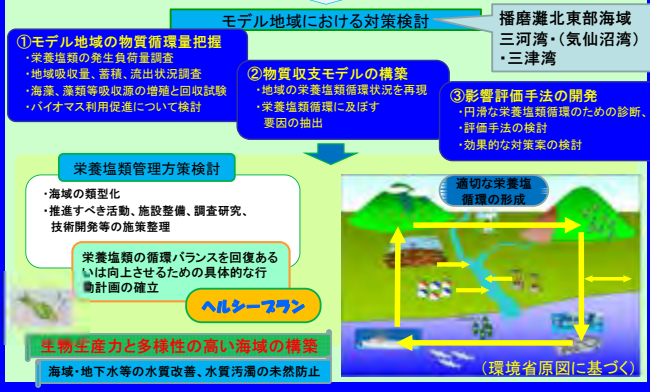 モデル地域における対策検討
播磨灘北東部海域
三河湾・(気仙沼湾)
・三津湾
①モデル地域の物質循環量把握
・栄養塩類の発生負荷量調査
・地域吸収量、蓄積、流出状況調査
・海藻、藻類等吸収源の増殖と回収試験
・バイオマス利用促進について検討
②物質収支モデルの構築
・地域の栄養塩類循環状況を再現
・栄養塩類循環に及ぼす
要因の抽出
③影響評価手法の開発
・円滑な栄養塩類循環のための診断、
・評価手法の検討
・効果的な対策案の検討
栄養塩類管理方策検討
・海域の類型化
・推進すべき活動、施設整備、調査研究、
技術開発等の施策整理
栄養塩類の循環バランスを回復ある
いは向上させるための具体的な行
動計画の確立
ヘルシープラン
生物生産力と多様性の高い海域の構築
海域・地下水等の水質改善、水質汚濁の未然防止
適切な栄養塩
循環の形成
(環境省原図に基づく)